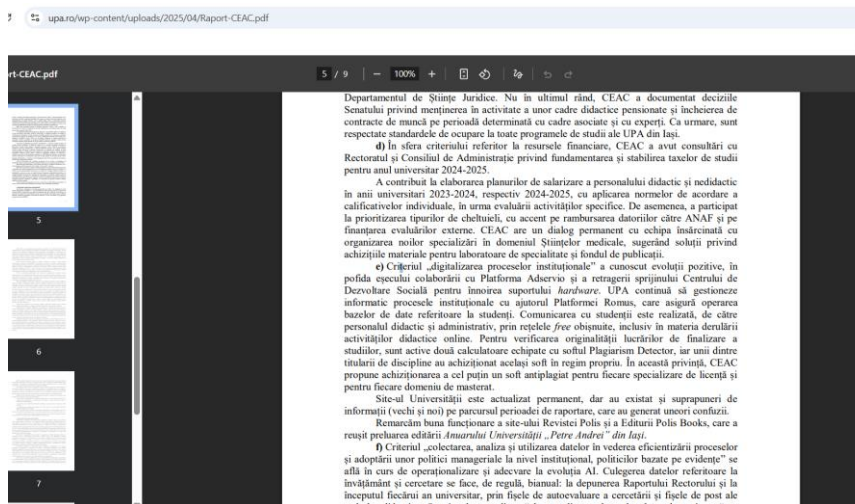 upa.ro/wp-content/uploads/2025/04/Raport-CEAC.pdf
rt-CEAC.pdf
5 / 9
100%
5
6
7
Departamentul de Științe Juridice. Nu în ultimul rând, CEAC a documentat deciziile
Senatului privind menținerea în activitate a unor cadre didactice pensionate și încheierea de
contracte de muncă pe perioadă determinată cu cadre asociate și cu experți. Ca urmare, sunt
respectate standardele de ocupare la toate programele de studii ale UPA din Iași.
d) În sfera criteriului referitor la resursele financiare, CEAC a avut consultări cu
Rectoratul și Consiliul de Administrație privind fundamentarea și stabilirea taxelor de studii
pentru anul universitar 2024-2025.
A contribuit la elaborarea planurilor de salarizare a personalului didactic și nedidactic
în anii universitari 2023-2024, respectiv 2024-2025, cu aplicarea normelor de acordare a
calificativelor individuale, în urma evaluării activităților specifice. De asemenea, a participat
la prioritizarea tipurilor de cheltuieli, cu accent pe rambursarea datoriilor către ANAF și pe
finanțarea evaluărilor externe. CEAC are un dialog permanent cu echipa însărcinată cu
organizarea noilor specializări în domeniul Științelor medicale, sugerând soluții privind
achizițiile materiale pentru laboratoare de specialitate și fondul de publicații.
e) Criteriul „digitalizarea proceselor instituționale” a cunoscut evoluții pozitive, în
pofida eșecului colaborării cu Platforma Adservio și a retragerii sprijinului Centrului de
Dezvoltare Socială pentru înnoirea suportului hardware. UPA continuă să gestioneze
informatic procesele instituționale cu ajutorul Platformei Romus, care asigură operarea
bazelor de date referitoare la studenți. Comunicarea cu studenții este realizată, de către
personalul didactic și administrativ, prin rețelele free obișnuite, inclusiv în materia derulării
activităților didactice online. Pentru verificarea originalității lucrărilor de finalizare a
studiilor, sunt active două calculatoare echipate cu softul Plagiarism Detector, iar unii dintre
titularii de discipline au achiziționat același soft în regim propriu. În această privință, CEAC
propune achiziționarea a cel puțin un soft antiplagiat pentru fiecare specializare de licență și
pentru fiecare domeniu de masterat.
Site-ul Universității este actualizat permanent, dar au existat și suprapuneri de
informații (vechi și noi) pe parcursul perioadei de raportare, care au generat uneori confuzii.
Remarcăm buna funcționare a site-ului Revistei Polis și a Editurii Polis Books, care a
reușit preluarea editării Anuarului Universității „Petre Andrei” din Iași.
f) Criteriul „colectarea, analiza și utilizarea datelor în vederea eficientizării proceselor
și adoptării unor politici manageriale la nivel instituțional, politicilor bazate pe evidențe” se
află în curs de operaționalizare și adecvare la evoluția AI. Culegerea datelor referitoare la
învățământ și cercetare se face, de regulă, bianual: la depunerea Raportului Rectorului și la
începutul fiecărui an universitar, prin fișele de autoevaluare a cercetării și fișele de post ale